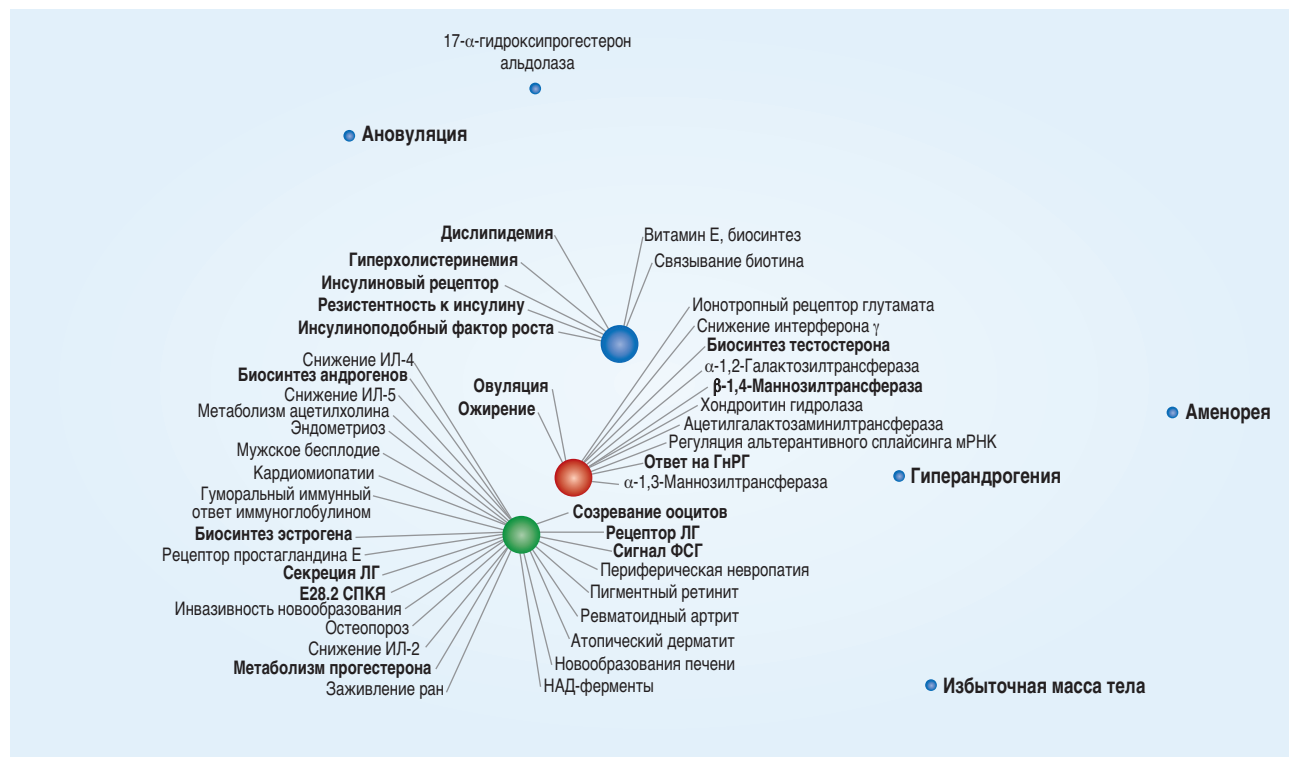 17-α-гидроксипрогестерон
альдолаза
Ановуляция
Дислипидемия
Гиперхолистеринемия
Инсулиновый рецептор
Резистентность к инсулину
Инсулиноподобный фактор роста
Витамин Е, биосинтез
Связывание биотина
Ионотропный рецептор глутамата
Снижение интерферона γ
Биосинтез тестостерона
α-1,2-Галактозилтрансфераза
β-1,4-Маннозилтрансфераза
Хондроитин гидролаза
Ацетилгалактозаминилтрансфераза
Регуляция альтерантивного сплайсинга мРНК
Ответ на ГнРГ
α-1,3-Маннозилтрансфераза
Овуляция
Ожирение
Снижение ИЛ-4
Биосинтез андрогенов
Снижение ИЛ-5
Метаболизм ацетилхолина
Эндометриоз
Мужское бесплодие
Кардиомиопатии
Гуморальный иммунный
ответ иммуноглобулином
Биосинтез эстрогена
Рецептор простагландина Е
Секреция ЛГ
Е28.2 СПКЯ
Инвазивность новообразования
Остеопороз
Снижение ИЛ-2
Метаболизм прогестерона
Заживление ран
Созревание ооцитов
Рецептор ЛГ
Сигнал ФСГ
Периферическая невропатия
Пигментный ретинит
Ревматоидный артрит
Атопический дерматит
Новообразования печени
НАД-ферменты
Аменорея
Гиперандрогения
Избыточная масса тела